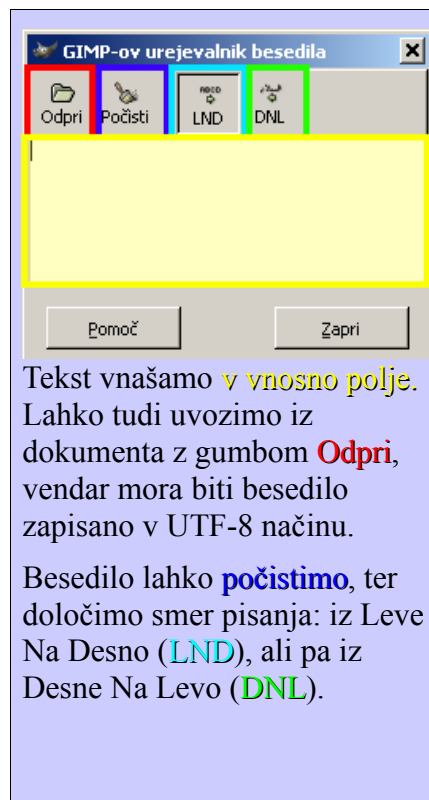 GIMP-ov urejevalnik besedila
Odpri Počisti LND DNL
Pomoč Zapri
Tekst vnašamo v vnosno polje.
Lahko tudi uvozimo iz
dokumenta z gumbom Odpri,
vendar mora biti besedilo
zapisano v UTF-8 načinu.
Besedilo lahko počistimo, ter
določimo smer pisanja: iz Leve
Na Desno (LND), ali pa iz
Desne Na Levo (DNL).